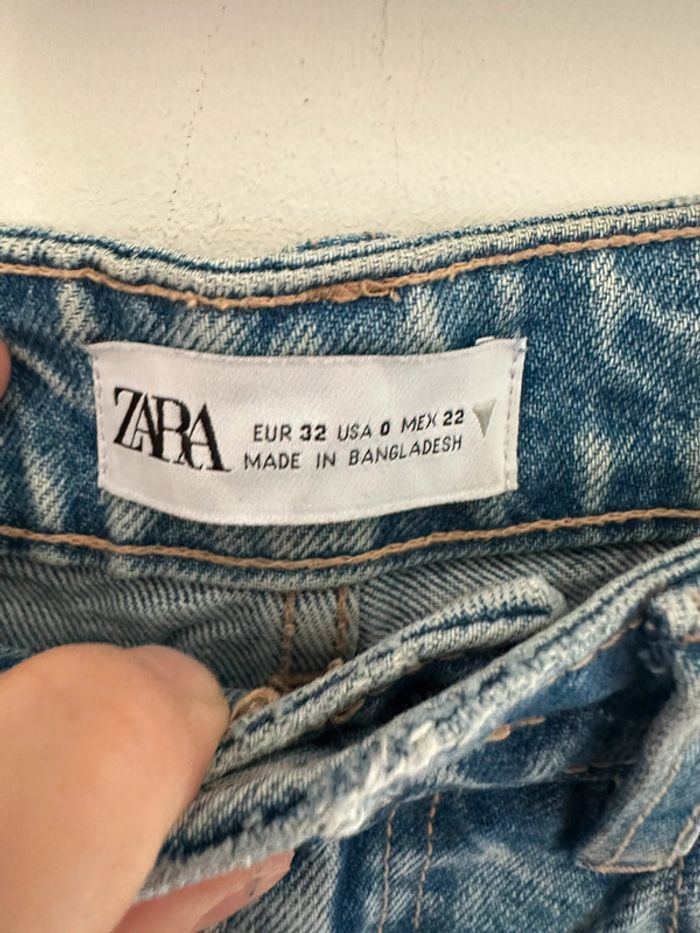 ZARA
EUR 32 USA 0 MEX 22
MADE IN BANGLADESH